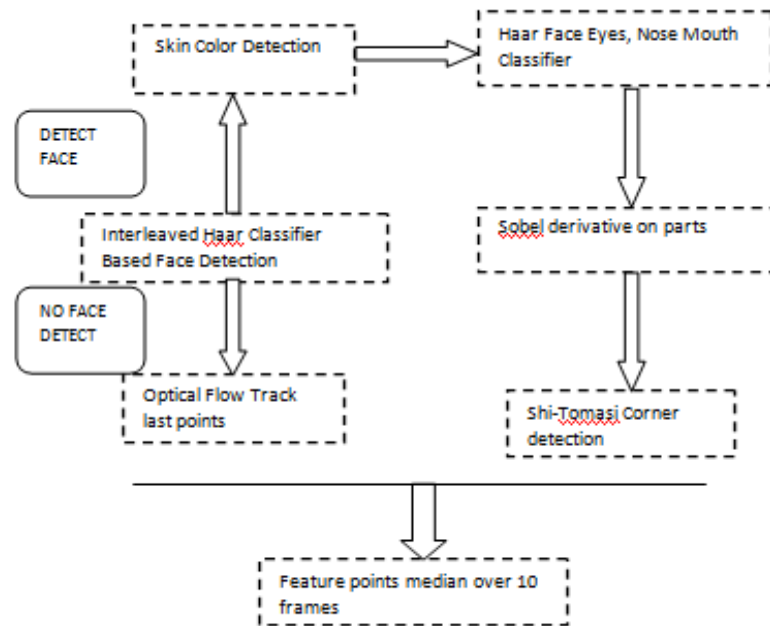 Skin Color Detection
Haar Face Eyes, Nose Mouth
Classifier
DETECT
FACE
Interleaved Haar Classifier
Based Face Detection
Sobel derivative on parts
NO FACE
DETECT
Optical Flow Track
last points
Shi-Tomasi Corner
detection
Feature points median over 10
frames